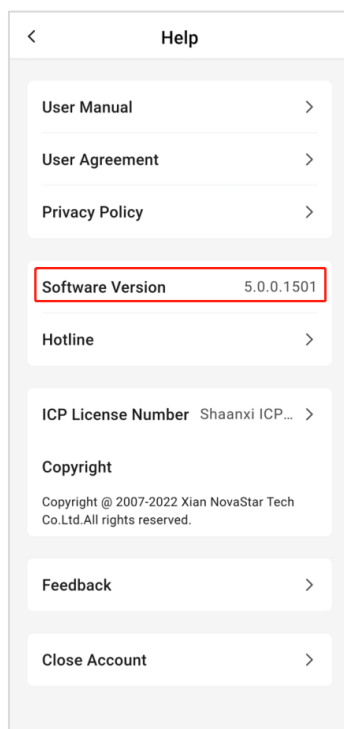 Help
User Manual
User Agreement
Privacy Policy
Software Version 5.0.0.1501
Hotline
ICP License Number Shaanxi ICP...
Copyright
Copyright @ 2007-2022 Xian NovaStar Tech
Co.Ltd.All rights reserved.
Feedback
Close Account